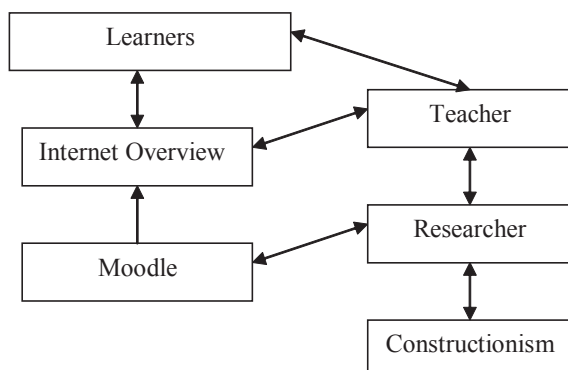 Learners
Teacher
Internet Overview
Researcher
Moodle
Constructionism